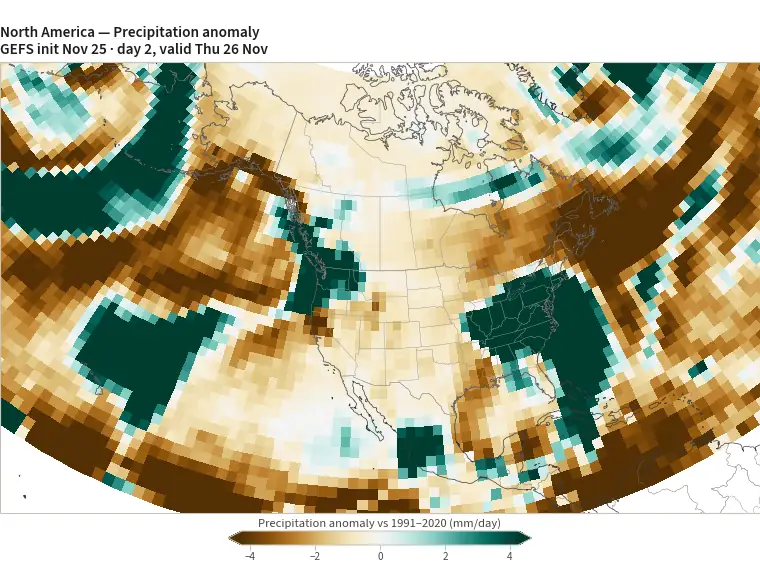 North America — Precipitation anomaly
GEFS init Nov 25 · day 2, valid Thu 26 Nov
Precipitation anomaly vs 1991–2020 (mm/day)
−4 −2 0 2 4